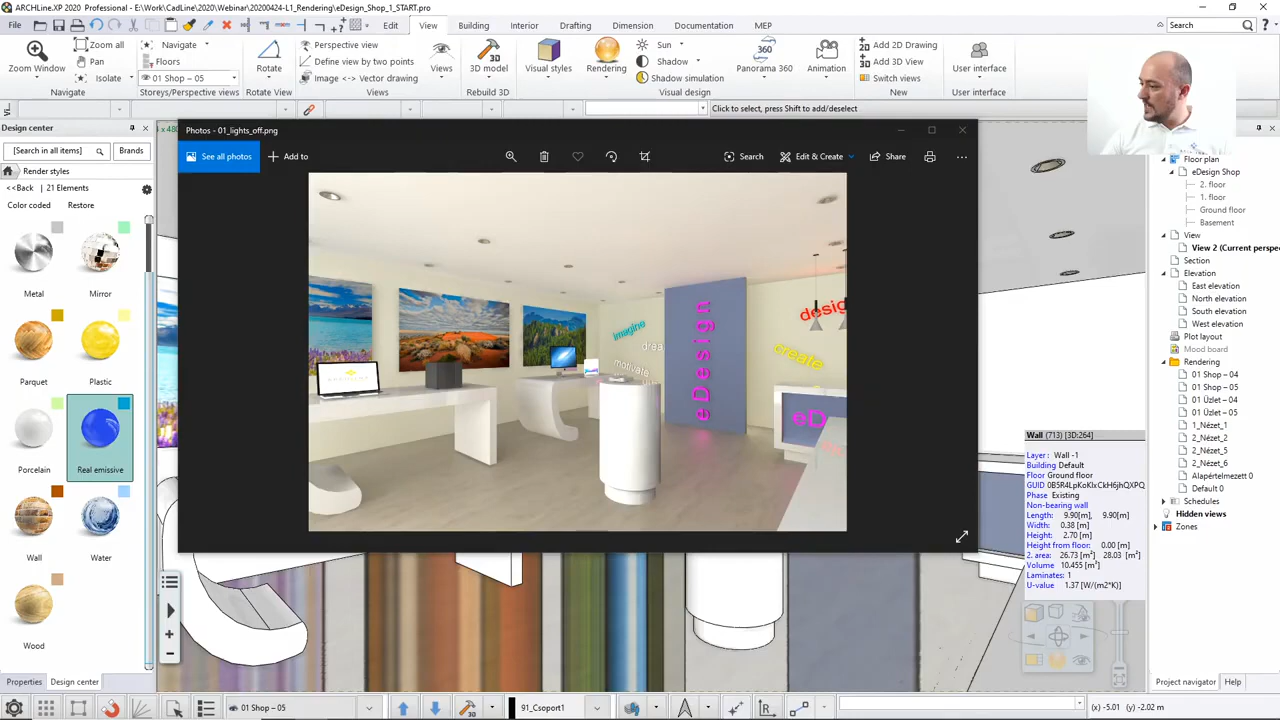 ARCHLine.XP 2020 Professional - E:\Work\CadLine\Webinar\20200424-L1_Rendering\eDesign_Shop_1_START.pro
File
Edit View Building Interior Drafting Dimension Documentation MEP
Search
Zoom Window
Zoom all
Pan
Isolate
Navigate
Navigate
Floors
01 Shop – 05
Storeys/Perspective views
Rotate
Rotate View
Perspective view
Define view by two points
Image <-> Vector drawing
Views
Views
3D model
Rebuild 3D
Visual styles
Rendering
Sun
Shadow
Shadow simulation
Visual design
360
Panorama 360
Animation
Add 2D Drawing
Add 3D View
Switch views
New
User interface
User interface
Click to select, press Shift to add/deselect
Design center
[Search in all items]
Brands
Render styles
<<Back | 21 Elements
Color coded Restore
Metal Mirror
Parquet Plastic
Porcelain Real emissive
Wall Water
Wood
Properties Design center
Photos - 01_lights_off.png
See all photos
Add to
Search
Edit & Create
Share
imagine
motivate
eDesign
create
eD
Floor plan
eDesign Shop
2. floor
1. floor
Ground floor
Basement
View
View 2 (Current perspe
Section
Elevation
East elevation
North elevation
South elevation
West elevation
Plot layout
Mood board
Rendering
01 Shop – 04
01 Shop – 05
01 Üzlet – 04
01 Üzlet – 05
1_Nézet_1
2_Nézet_2
2_Nézet_5
2_Nézet_6
Alapértelmezett 0
Default 0
Schedules
Hidden views
Zones
Wall (713) [3D:264]
Layer : Wall -1
Building Default
Floor Ground floor
GUID 0B5R4LpKoKlxCkH6jhQXPQ
Phase Existing
Non-bearing wall
Length: 9.90[m], 9.90[m]
Width: 0.38 [m]
Height: 2.70 [m]
Height from floor: 0.00 [m]
2. area: 26.73 [m²] 28.03 [m²]
Volume 10.455 [m³]
Laminates: 1
U-value 1.37 [W/(m2*K)]
Project navigator Help
01 Shop – 05
91_Csoport1
(x) -5.01 (y) -2.02 m